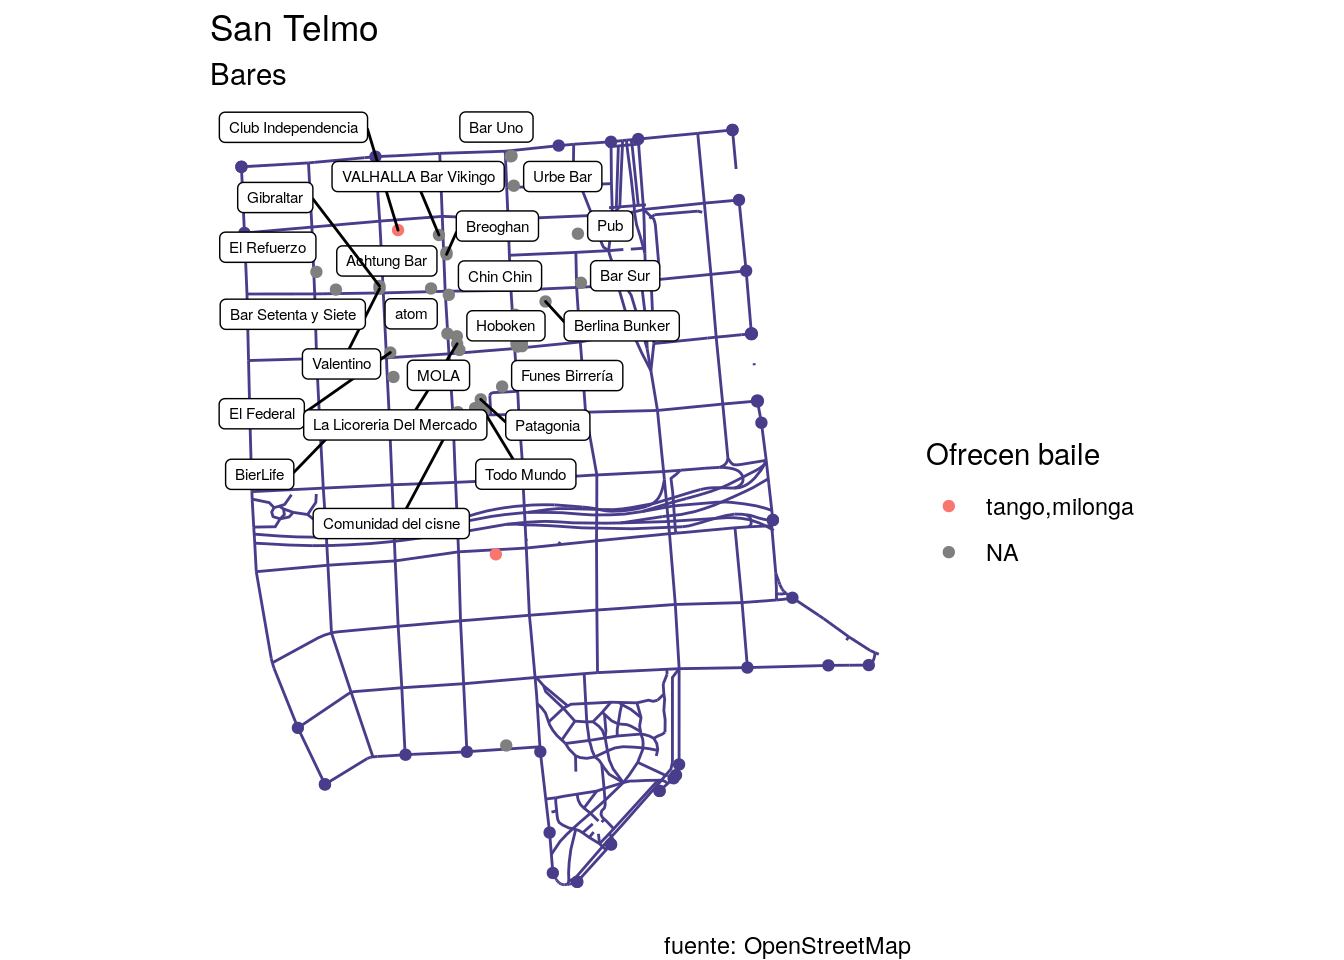 San Telmo
Bares
Club Independencia
Bar Uno
VALHALLA Bar Vikingo
Urbe Bar
Gibraltar
Breoghan
Pub
El Refuerzo
Achtung Bar
Chin Chin
Bar Sur
Bar Setenta y Siete
atom
Hoboken
Berlina Bunker
Valentino
MOLA
Funes Birrería
El Federal
La Licoreria Del Mercado
Patagonia
BierLife
Todo Mundo
Comunidad del cisne
Ofrecen baile
tango,milonga
NA
fuente: OpenStreetMap